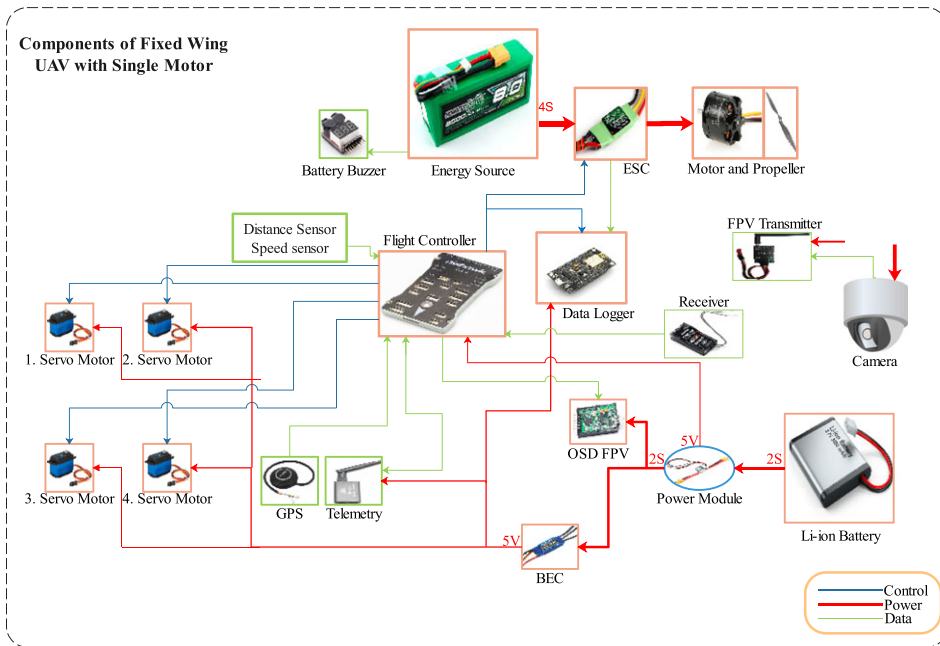 Components of Fixed Wing
UAV with Single Motor
4S
Battery Buzzer
Energy Source
ESC
Motor and Propeller
Distance Sensor
Speed sensor
Flight Controller
FPV Transmitter
Data Logger
Receiver
Camera
1. Servo Motor
2. Servo Motor
3. Servo Motor
4. Servo Motor
GPS
Telemetry
OSD FPV
5V
2S
2S
Power Module
Li-ion Battery
5V
BEC
Control
Power
Data